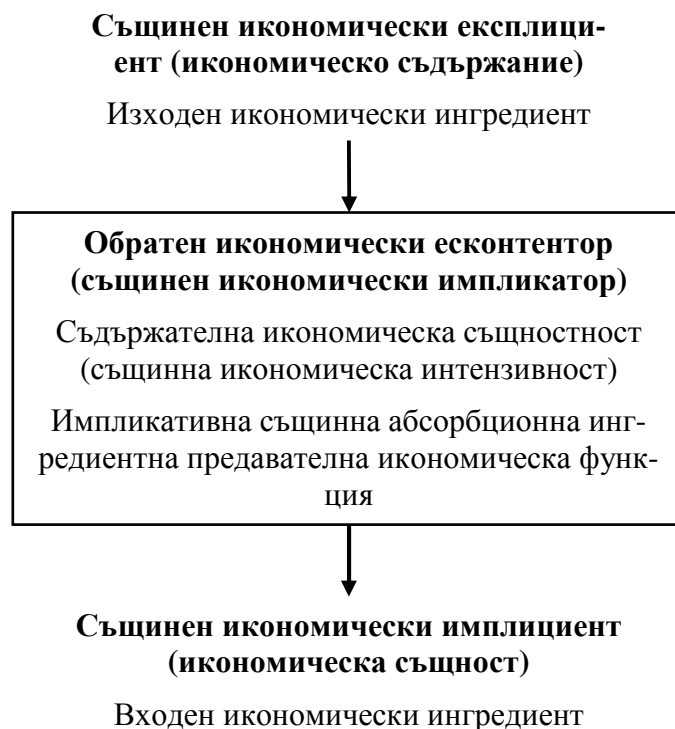 Същинен икономически експлици-
ент (икономическо съдържание)
Изходен икономически ингредиент
Обратен икономически есконтентор
(същинен икономически импликатор)
Съдържателна икономическа същностност
(същинна икономическа интензивност)
Импликативна същинна абсорбционна инг-
редиентна предавателна икономическа функ-
ция
Същинен икономически имплициент
(икономическа същност)
Входен икономически ингредиент